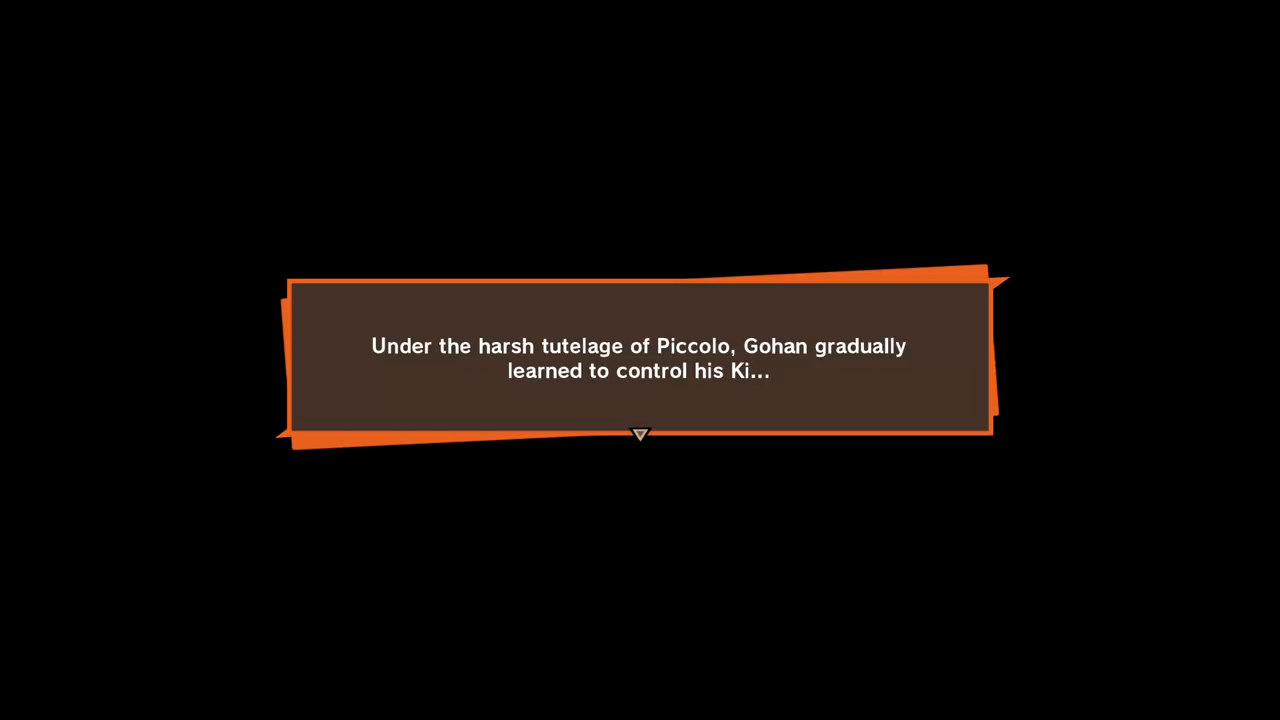 Under the harsh tutelage of Piccolo, Gohan gradually
learned to control his Ki...